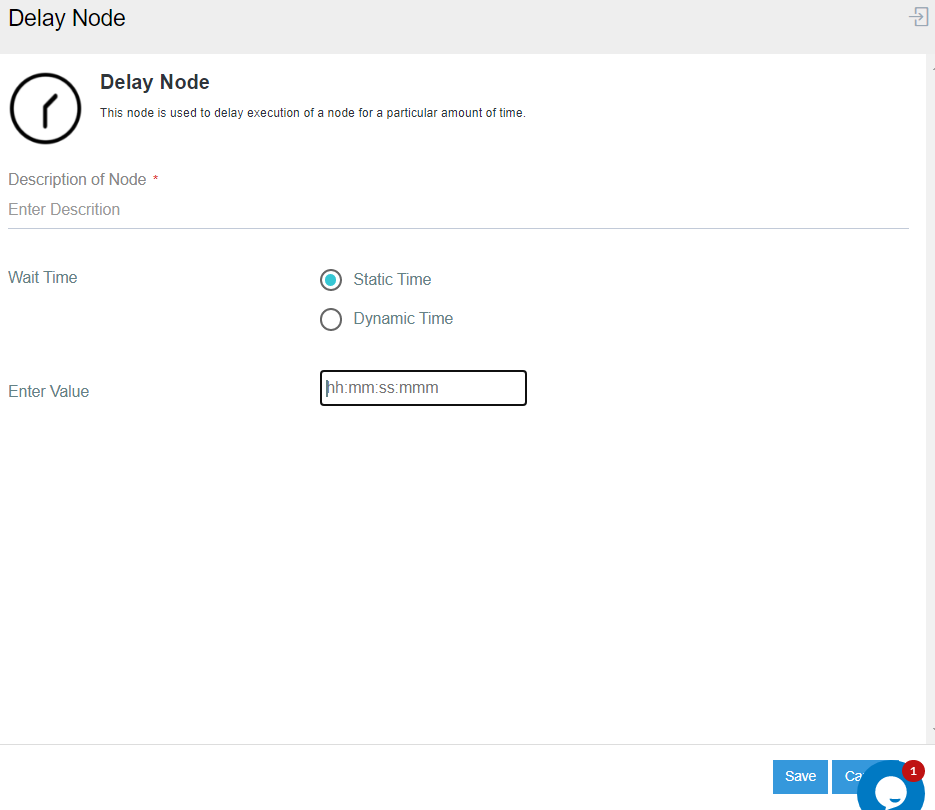 Delay Node
Delay Node
This node is used to delay execution of a node for a particular amount of time.
Description of Node *
Enter Descrition
Wait Time
Static Time
Dynamic Time
Enter Value
hh:mm:ss:mmm
Save
Ca
1